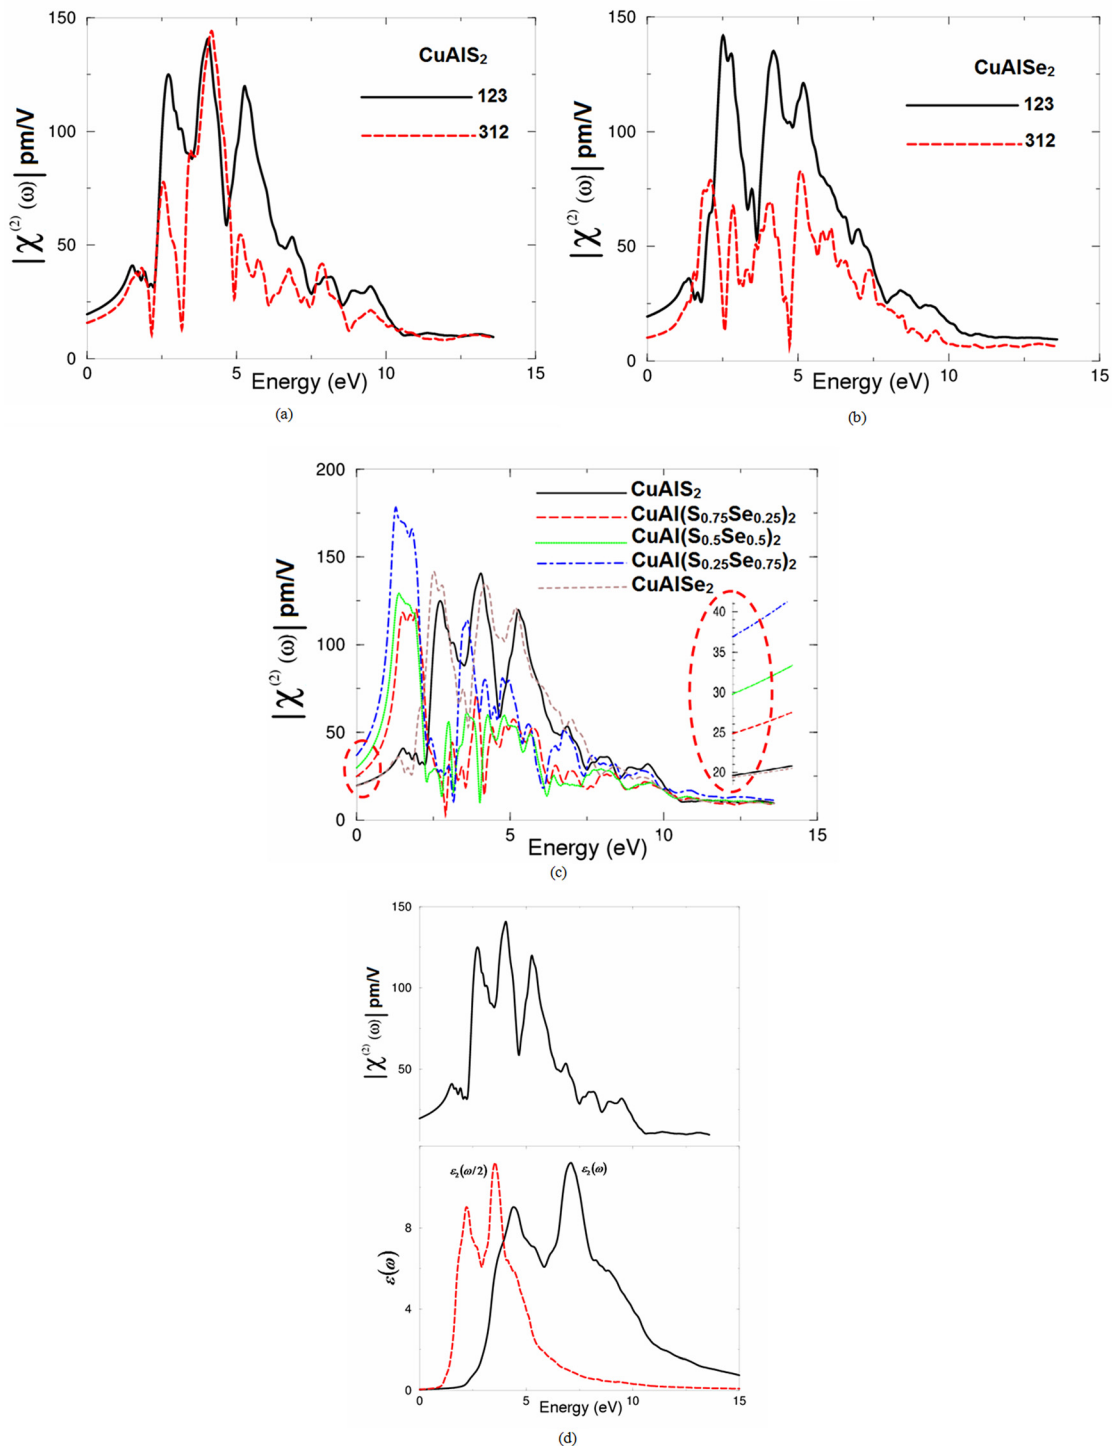 150
100
50
0
|χ(2)(ω)| pm/V
CuAlS2
123
312
0
5
10
15
Energy (eV)
(a)
150
100
50
0
|χ(2)(ω)| pm/V
CuAlSe2
123
312
0
5
10
15
Energy (eV)
(b)
200
150
100
50
0
|χ(2)(ω)| pm/V
CuAlS2
CuAl(S0.75Se0.25)2
CuAl(S0.5Se0.5)2
CuAl(S0.25Se0.75)2
CuAlSe2
40
35
30
25
20
0
5
10
15
Energy (eV)
(c)
150
100
50
|χ(2)(ω)| pm/V
ε2(ω/2)
ε2(ω)
8
4
0
ε(ω)
0
5
10
15
Energy (eV)
(d)